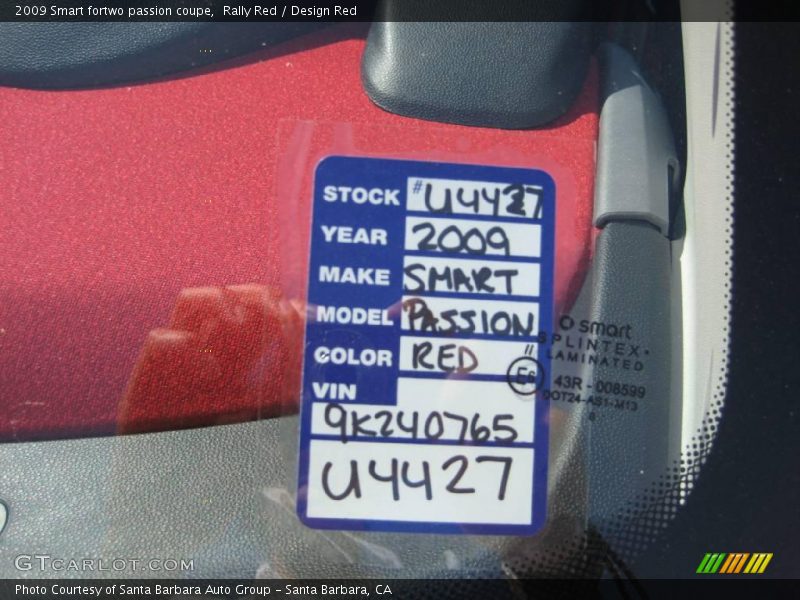 2009 Smart fortwo passion coupe, Rally Red / Design Red
STOCK #U4427
YEAR 2009
MAKE SMART
MODEL PASSION
COLOR RED
VIN
9K240765
U4427
smart
SPLINTEX
LAMINATED
E6 43R - 008599
DOT24-AS1-M13
GTCARLOT.COM
Photo Courtesy of Santa Barbara Auto Group - Santa Barbara, CA